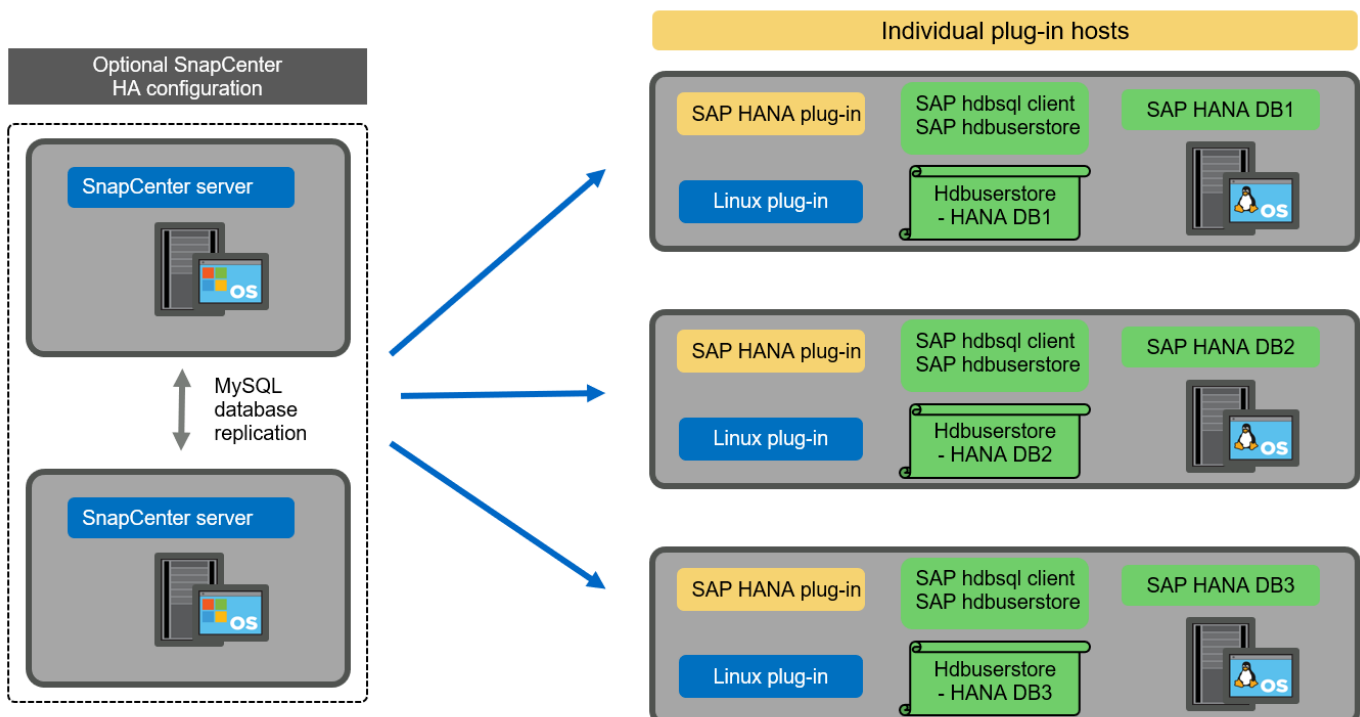 Optional SnapCenter
HA configuration
SnapCenter server
OS
MySQL
database
replication
SnapCenter server
OS
Individual plug-in hosts
SAP HANA plug-in
SAP hdbsql client
SAP hdbuserstore
SAP HANA DB1
Linux plug-in
Hdbuserstore
- HANA DB1
OS
SAP HANA plug-in
SAP hdbsql client
SAP hdbuserstore
SAP HANA DB2
Linux plug-in
Hdbuserstore
- HANA DB2
OS
SAP HANA plug-in
SAP hdbsql client
SAP hdbuserstore
SAP HANA DB3
Linux plug-in
Hdbuserstore
- HANA DB3
OS